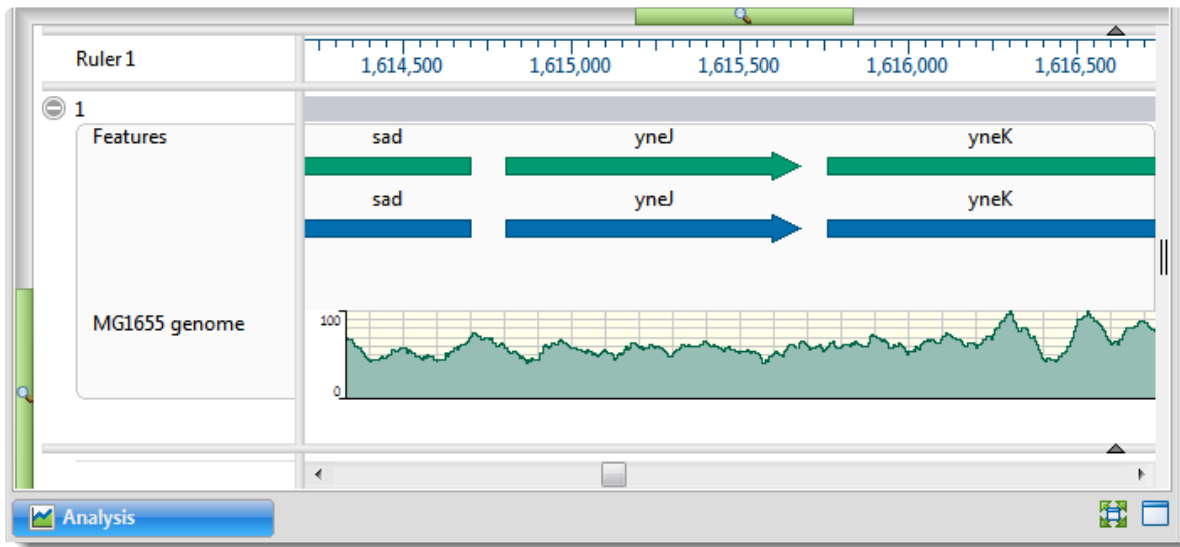 Ruler 1
1,614,500 1,615,000 1,615,500 1,616,000 1,616,500
1
Features sad yneJ yneK
sad yneJ yneK
MG1655 genome 100
0
Analysis